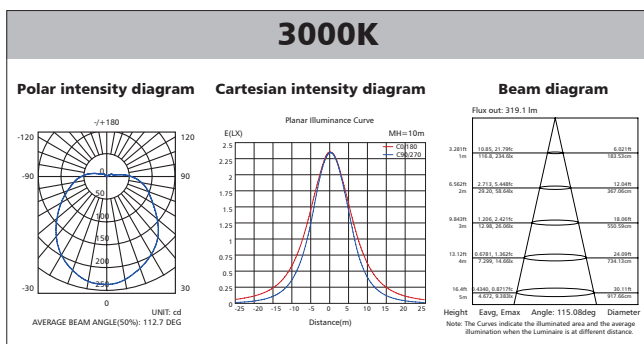 3000K
Polar intensity diagram
-/+180
-120
120
-90
90
0
50
100
150
200
250
-30
30
0
UNIT: cd
AVERAGE BEAM ANGLE(50%): 112.7 DEG
Cartesian intensity diagram
Planar Illuminance Curve
E(LX)
MH=10m
C0/180
C90/270
2.5
2.25
2
1.75
1.5
1.25
1
0.75
0.5
0.25
0
-25 -20 -15 -10 -5 0 5 10 15 20 25
Distance(m)
Beam diagram
Flux out: 319.1 lm
3.281ft 10.85, 21.79fc 6.021ft
1m 116.8, 234.6lx 183.53cm
6.562ft 2.713, 5.448fc 12.04ft
2m 29.20, 58.64lx 367.06cm
9.843ft 1.206, 2.421fc 18.06ft
3m 12.98, 26.06lx 550.59cm
13.12ft 0.6781, 1.362fc 24.09ft
4m 7.299, 14.66lx 734.13cm
16.4ft 0.4340, 0.8717fc 30.11ft
5m 4.672, 9.383lx 917.66cm
Height Eavg, Emax Angle: 115.08deg Diameter
Note: The Curves indicate the illuminated area and the average
illumination when the Luminaire is at different distance.